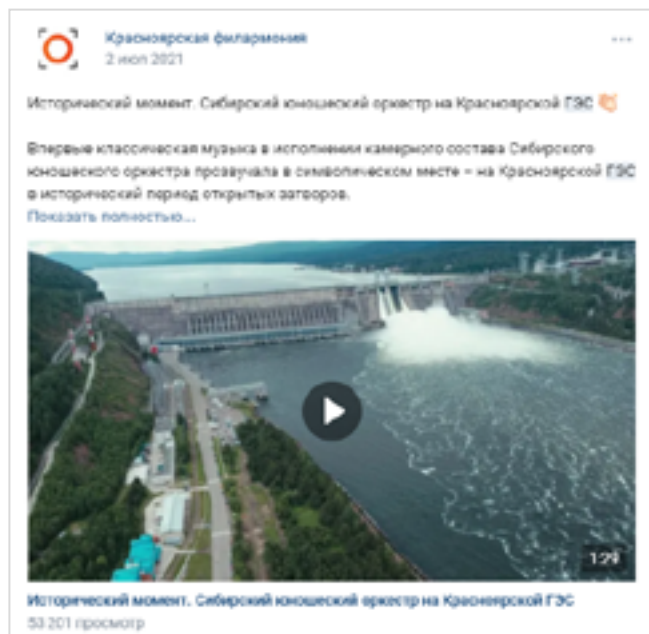 Красноярская филармония
2 июл 2021
Исторический момент. Сибирский юношеский оркестр на Красноярской ГЭС
Впервые классическая музыка в исполнении камерного состава Сибирского
юношеского оркестра прозвучала в символическом месте – на Красноярской ГЭС
в исторический период открытых затворов.
Показать полностью...
1:29
Исторический момент. Сибирский юношеский оркестр на Красноярской ГЭС
53 201 просмотр